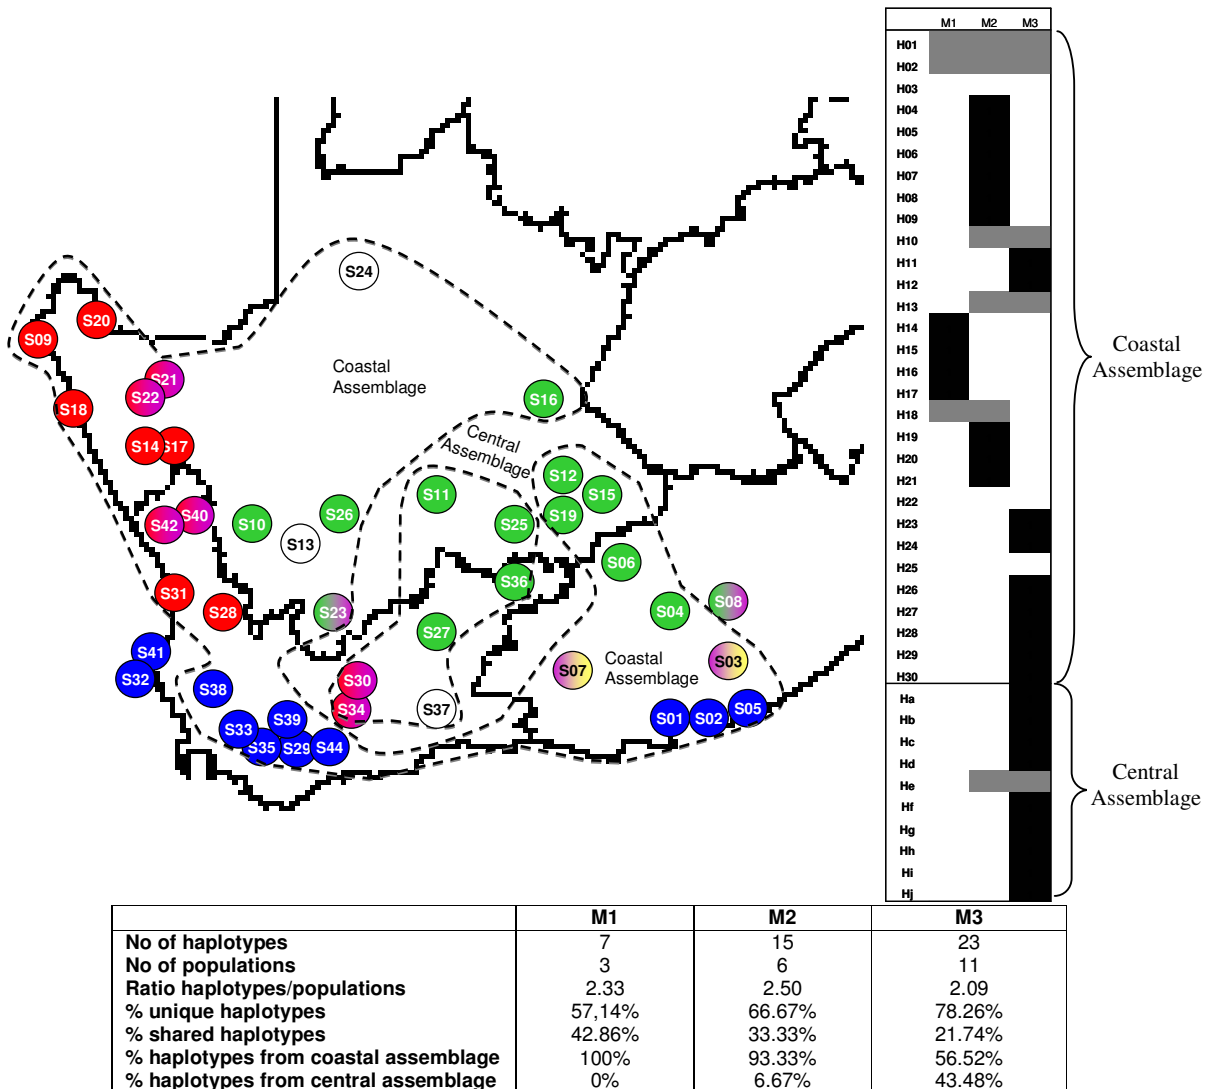 M1 M2 M3
H01
H02
H03
H04
H05
H06
H07
H08
H09
H10
H11
H12
H13
H14
H15
H16
H17
H18
H19
H20
H21
H22
H23
H24
H25
H26
H27
H28
H29
H30
Ha
Hb
Hc
Hd
He
Hf
Hg
Hh
Hi
Hj
Coastal
Assemblage
Central
Assemblage
S24
S20
S09
Coastal
Assemblage
S21
S22
S16
S18
Central
Assemblage
S14 S17
S12
S11
S15
S42 S40
S10
S26
S25
S19
S13
S06
S36
S31
S28
S23
S04
S08
S27
S41
S32
S38
S30
S07
Coastal
Assemblage
S03
S34
S37
S33
S39
S35
S29
S44
S01
S02
S05
M1 M2 M3
No of haplotypes 7 15 23
No of populations 3 6 11
Ratio haplotypes/populations 2.33 2.50 2.09
% unique haplotypes 57,14% 66.67% 78.26%
% shared haplotypes 42.86% 33.33% 21.74%
% haplotypes from coastal assemblage 100% 93.33% 56.52%
% haplotypes from central assemblage 0% 6.67% 43.48%